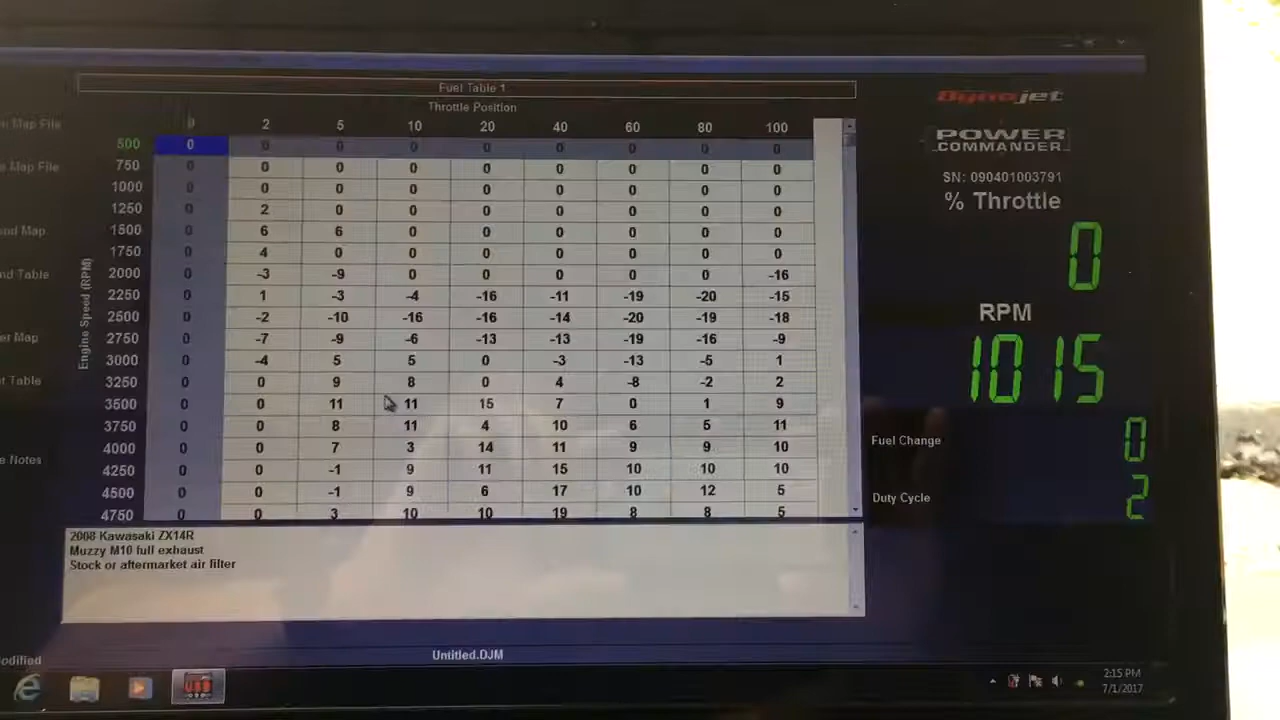 Fuel Table 1
Throttle Position
0 2 5 10 20 40 60 80 100
Engine Speed (RPM)
500 0 0 0 0 0 0 0 0 0
750 0 0 0 0 0 0 0 0 0
1000 0 0 0 0 0 0 0 0 0
1250 0 2 0 0 0 0 0 0 0
1500 0 6 6 0 0 0 0 0 0
1750 0 4 0 0 0 0 0 0 0
2000 0 -3 -9 0 0 0 0 0 -16
2250 0 1 -3 -4 -16 -11 -19 -20 -15
2500 0 -2 -10 -16 -16 -14 -20 -19 -18
2750 0 -7 -9 -6 -13 -13 -19 -16 -9
3000 0 -4 5 5 0 -3 -13 -5 1
3250 0 0 9 8 0 4 -8 -2 2
3500 0 0 11 11 15 7 0 1 9
3750 0 0 8 11 4 10 6 5 11
4000 0 0 7 3 14 11 9 9 10
4250 0 0 -1 9 11 15 10 10 10
4500 0 0 -1 9 6 17 10 12 5
4750 0 0 3 10 10 19 8 8 5
Map File
Map File
Map
Table
Map
Table
Notes
2008 Kawasaki ZX14R
Muzzy M10 full exhaust
Stock or aftermarket air filter
Untitled.DJM
Dynojet
POWER
COMMANDER
SN: 090401003791
% Throttle
0
RPM
1015
Fuel Change
0
Duty Cycle
2
USB
2:15 PM
7/1/2017